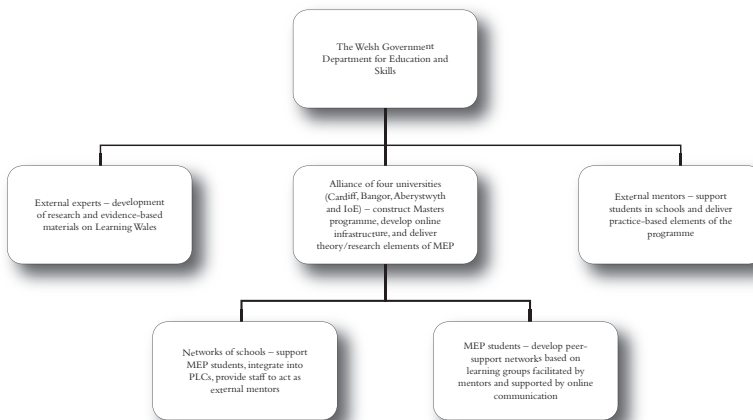 The Welsh Government
Department for Education and
Skills
External experts – development
of research and evidence-based
materials on Learning Wales
Alliance of four universities
(Cardiff, Bangor, Aberystwyth
and IoE) – construct Masters
programme, develop online
infrastructure, and deliver
theory/research elements of MEP
External mentors – support
students in schools and deliver
practice-based elements of the
programme
Networks of schools – support
MEP students, integrate into
PLCs, provide staff to act as
external mentors
MEP students – develop peer-
support networks based on
learning groups facilitated by
mentors and supported by online
communication